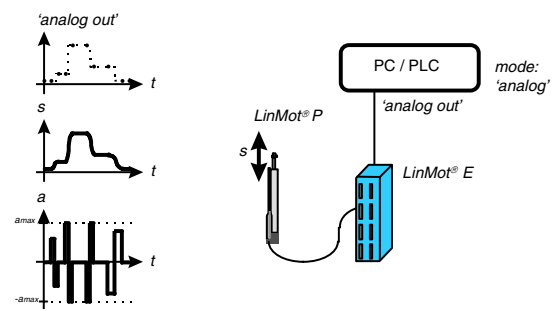 'analog out'
t
s
t
a
amax
t
-amax
PC / PLC
mode:
'analog'
'analog out'
LinMot® P
s
LinMot® E